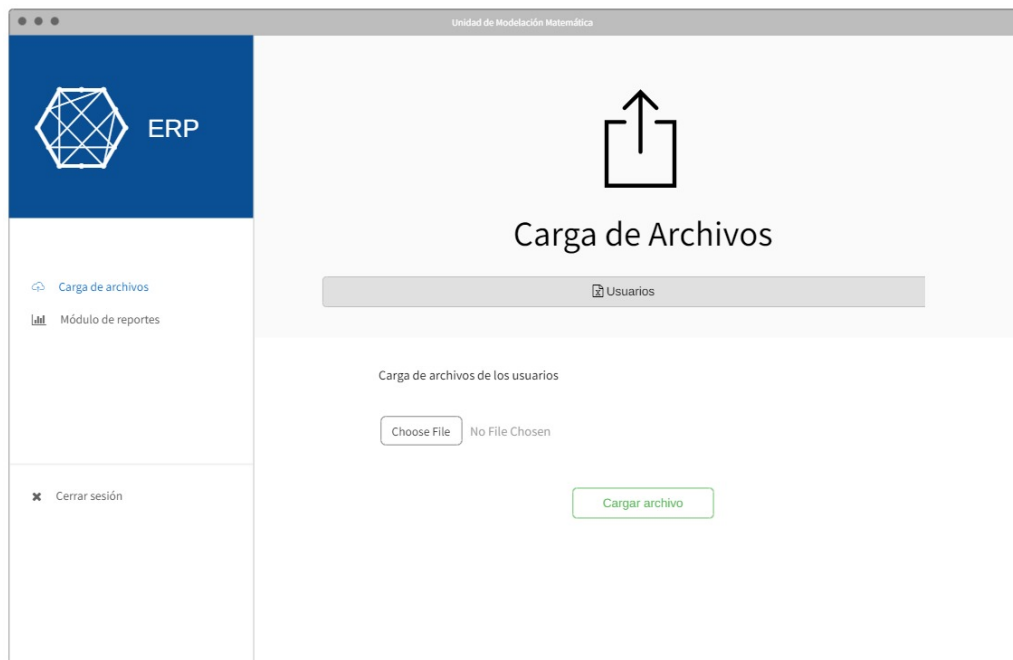 Unidad de Modelación Matemática
ERP
Carga de Archivos
Carga de archivos
Usuarios
Módulo de reportes
Carga de archivos de los usuarios
Choose File No File Chosen
Cerrar sesión
Cargar archivo